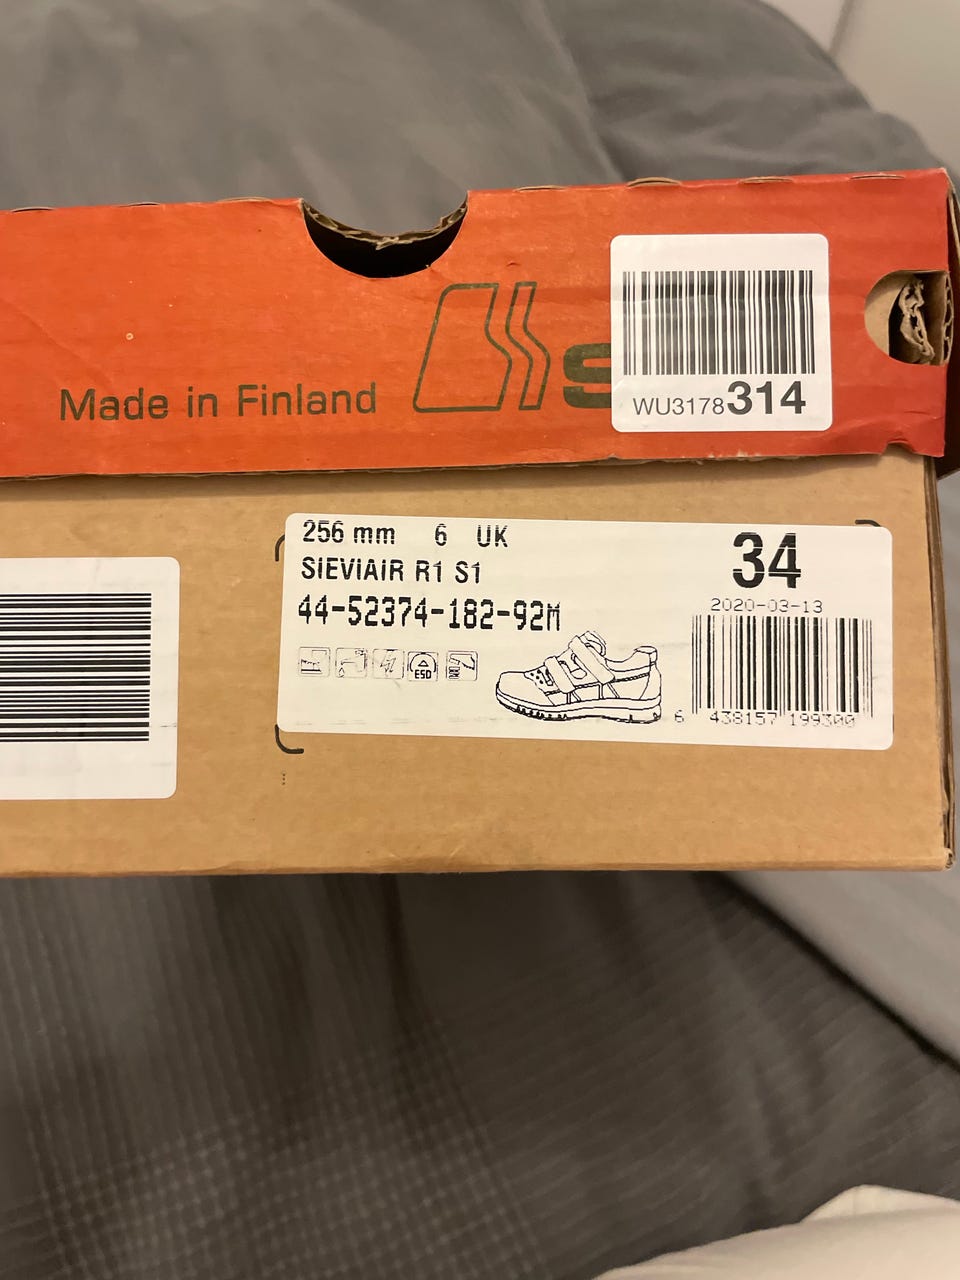 Made in Finland
S
WU3178314
256 mm 6 UK
SIEVIAIR R1 S1
44-52374-182-92M
ESD
34
2020-03-13
6 438157 199300